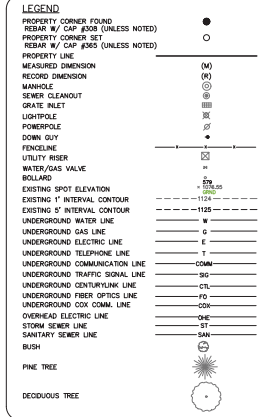 LEGEND
PROPERTY CORNER FOUND
REBAR W/ CAP #308 (UNLESS NOTED)
PROPERTY CORNER SET
REBAR W/ CAP #365 (UNLESS NOTED)
PROPERTY LINE
MEASURED DIMENSION (M)
RECORD DIMENSION (R)
MANHOLE
SEWER CLEANOUT
GRATE INLET
LIGHTPOLE
POWERPOLE
DOWN GUY
FENCELINE x x x
UTILITY RISER
WATER/GAS VALVE
BOLLARD
579
EXISTING SPOT ELEVATION 1076.55
GRND
EXISTING 1' INTERVAL CONTOUR 1124
EXISTING 5' INTERVAL CONTOUR 1125
UNDERGROUND WATER LINE W
UNDERGROUND GAS LINE G
UNDERGROUND ELECTRIC LINE E
UNDERGROUND TELEPHONE LINE T
UNDERGROUND COMMUNICATION LINE COMM
UNDERGROUND TRAFFIC SIGNAL LINE SIG
UNDERGROUND CENTURYLINK LINE CTL
UNDERGROUND FIBER OPTICS LINE FO
UNDERGROUND COX COMM. LINE COX
OVERHEAD ELECTRIC LINE OHE
STORM SEWER LINE ST
SANITARY SEWER LINE SAN
BUSH
PINE TREE
DECIDUOUS TREE